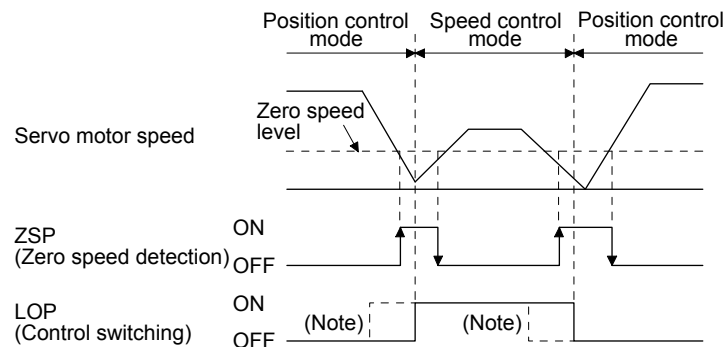 Position control mode
Speed control mode
Position control mode
Zero speed level
Servo motor speed
ZSP
(Zero speed detection)
ON
OFF
LOP
(Control switching)
ON
OFF
(Note)
(Note)